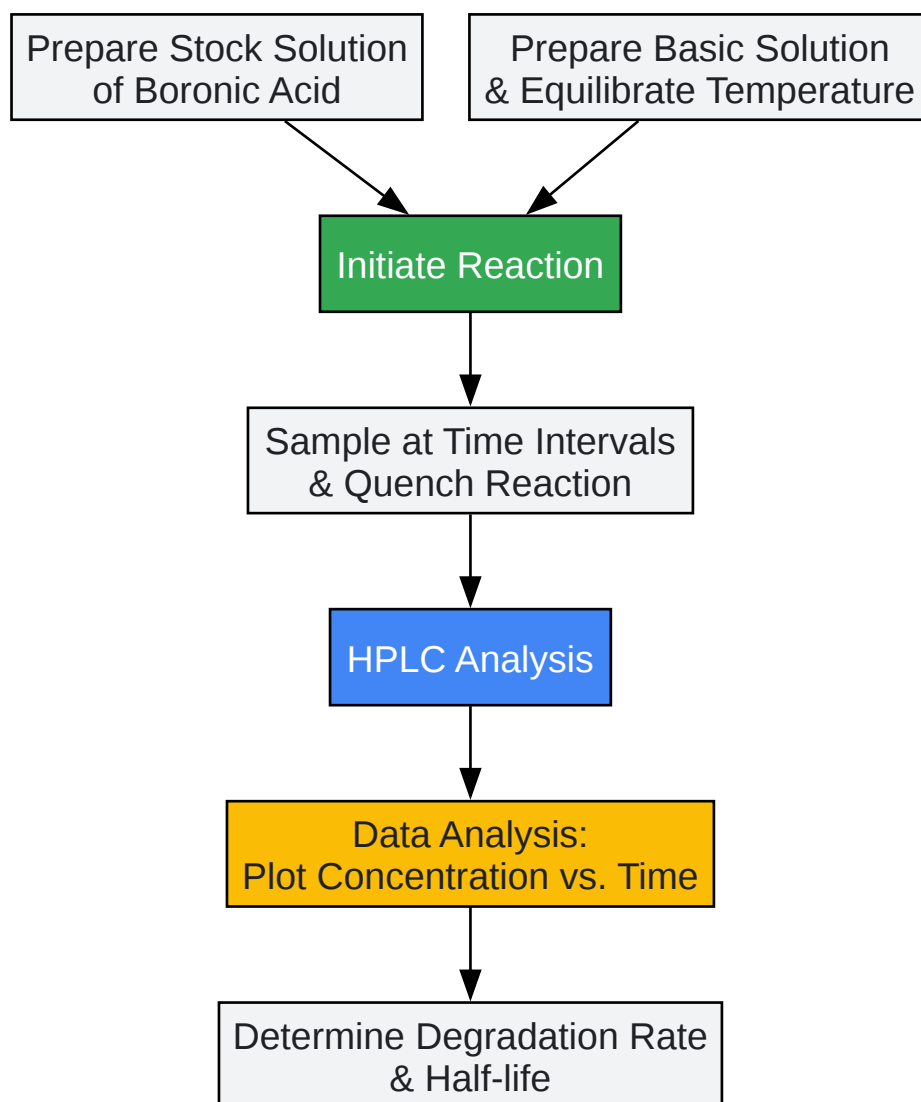 Prepare Stock Solution
of Boronic Acid
Prepare Basic Solution
& Equilibrate Temperature
Initiate Reaction
Sample at Time Intervals
& Quench Reaction
HPLC Analysis
Data Analysis:
Plot Concentration vs. Time
Determine Degradation Rate
& Half-life